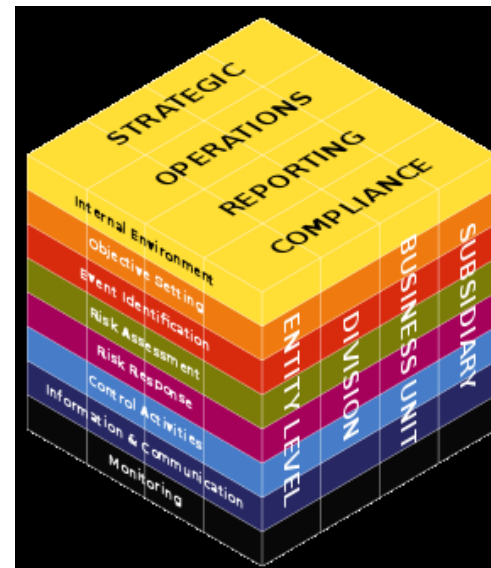 STRATEGIC
OPERATIONS
REPORTING
COMPLIANCE
Internal Environment
Objective Setting
Event Identification
Risk Assessment
Risk Response
Control Activities
Information & Communication
Monitoring
ENTITY LEVEL
DIVISION
BUSINESS UNIT
SUBSIDIARY